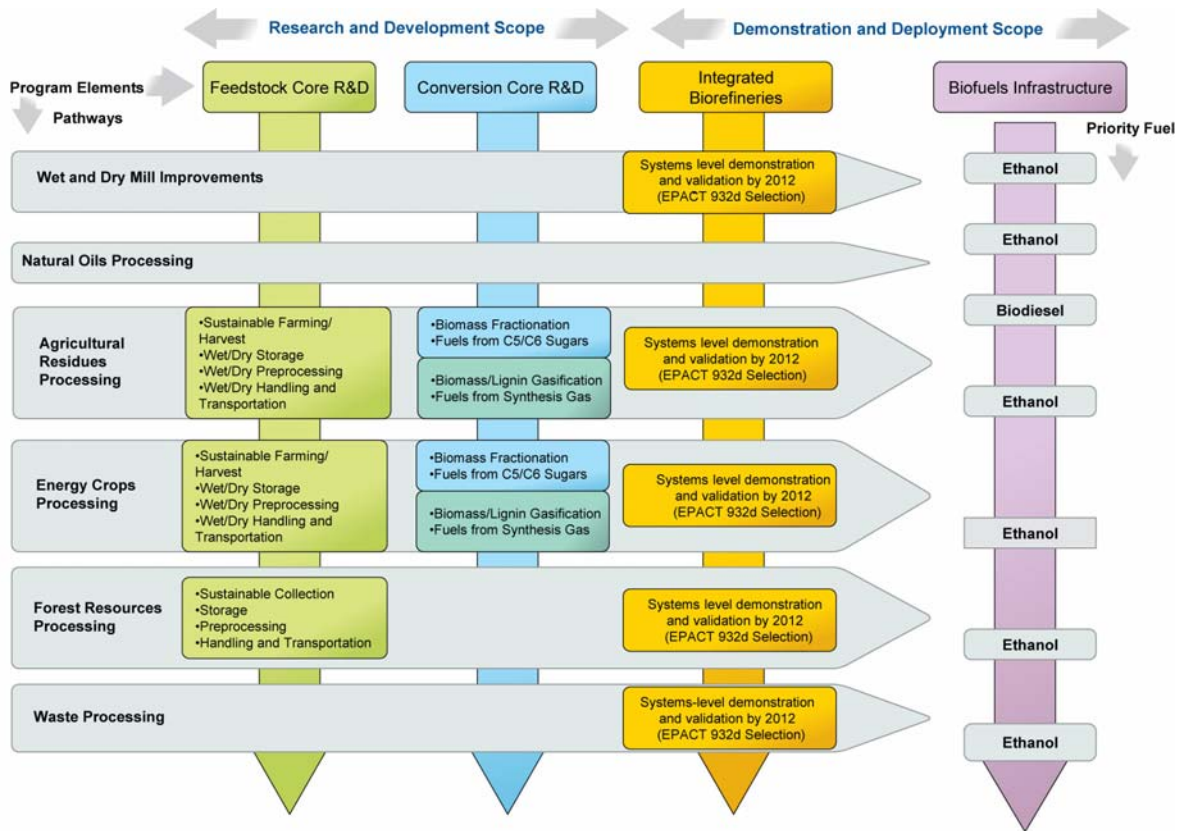 Research and Development Scope
Demonstration and Deployment Scope
Program Elements
Pathways
Feedstock Core R&D
Conversion Core R&D
Integrated
Biorefineries
Biofuels Infrastructure
Priority Fuel
Wet and Dry Mill Improvements
Systems level demonstration
and validation by 2012
(EPACT 932d Selection)
Ethanol
Natural Oils Processing
Ethanol
Agricultural
Residues
Processing
•Sustainable Farming/
Harvest
•Wet/Dry Storage
•Wet/Dry Preprocessing
•Wet/Dry Handling and
Transportation
•Biomass Fractionation
•Fuels from C5/C6 Sugars
•Biomass/Lignin Gasification
•Fuels from Synthesis Gas
Systems level demonstration
and validation by 2012
(EPACT 932d Selection)
Biodiesel
Ethanol
Energy Crops
Processing
•Sustainable Farming/
Harvest
•Wet/Dry Storage
•Wet/Dry Preprocessing
•Wet/Dry Handling and
Transportation
•Biomass Fractionation
•Fuels from C5/C6 Sugars
•Biomass/Lignin Gasification
•Fuels from Synthesis Gas
Systems level demonstration
and validation by 2012
(EPACT 932d Selection)
Ethanol
Forest Resources
Processing
•Sustainable Collection
•Storage
•Preprocessing
•Handling and Transportation
Systems level demonstration
and validation by 2012
(EPACT 932d Selection)
Ethanol
Waste Processing
Systems-level demonstration
and validation by 2012
(EPACT 932d Selection)
Ethanol